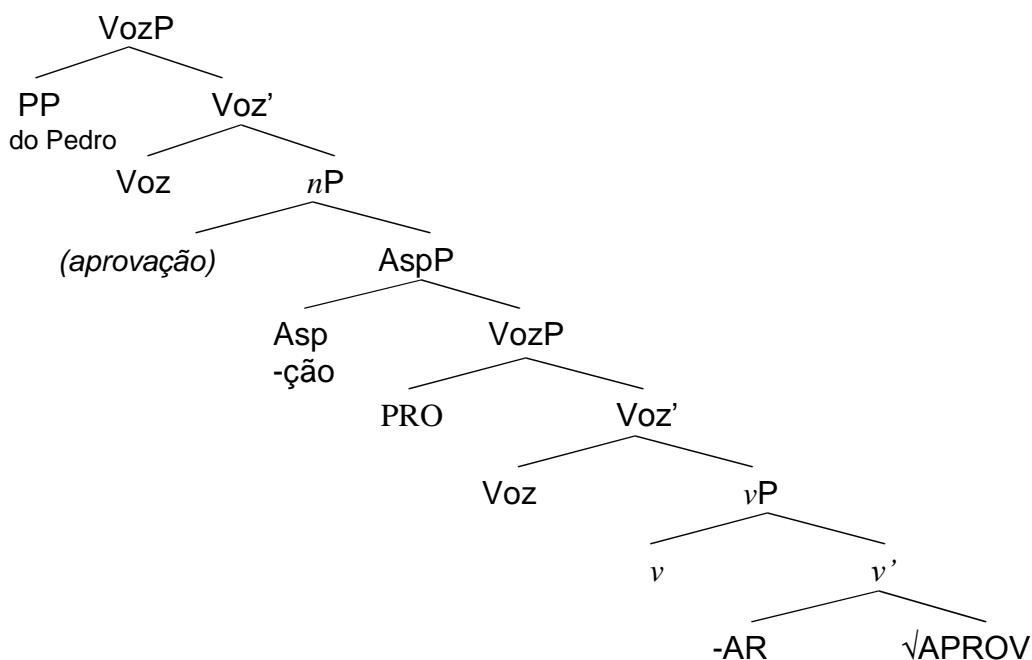 VozP
PP Voz’
do Pedro
Voz nP
(aprovação) AspP
Asp VozP
-ção
PRO Voz’
Voz vP
v v’
-AR √APROV